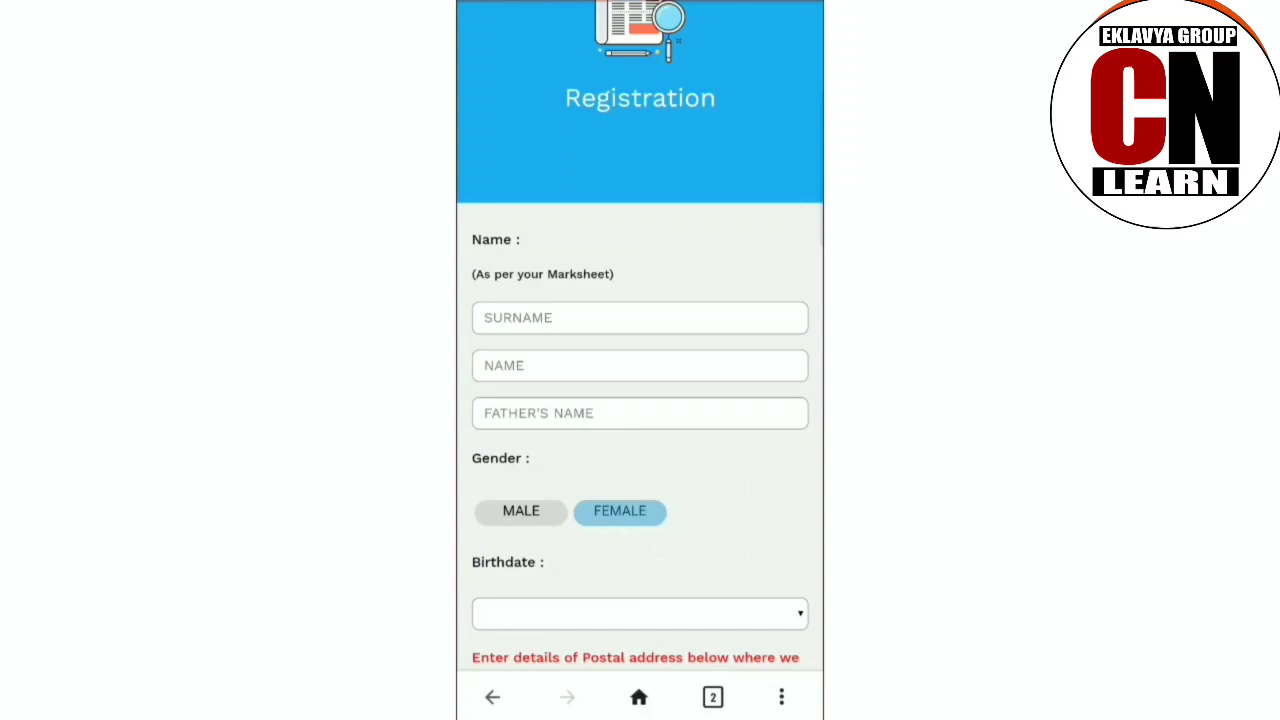 EKLAVYA GROUP
CN
LEARN
Registration
Name :
(As per your Marksheet)
SURNAME
NAME
FATHER'S NAME
Gender :
MALE FEMALE
Birthdate :
Enter details of Postal address below where we
2